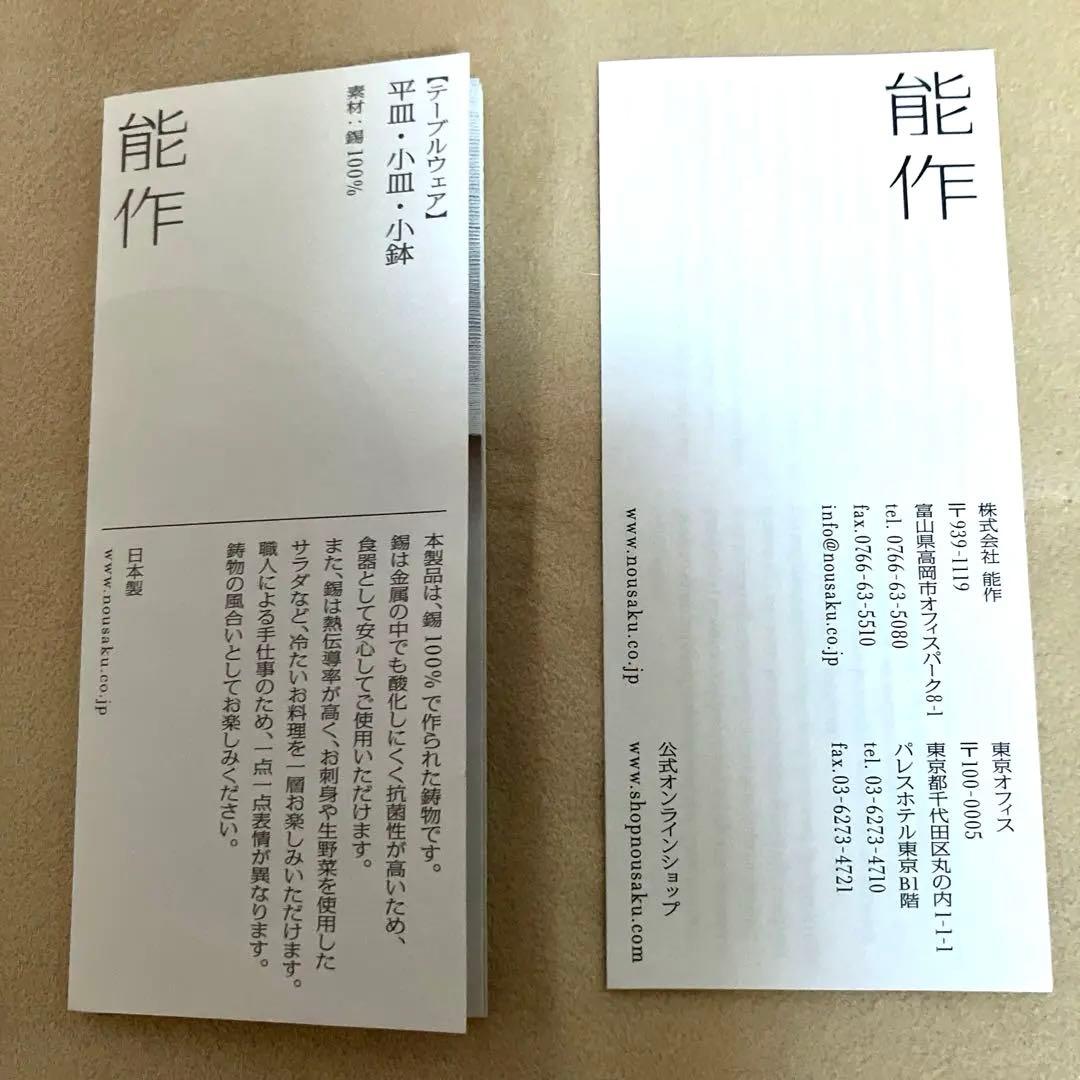 【テーブルウェア】
平皿・小皿・小鉢
素材：錫100%
能作
本製品は、錫100%で作られた鋳物です。
錫は金属の中でも酸化しにくく抗菌性が高いため、
食器として安心してご使用いただけます。
また、錫は熱伝導率が高く、お刺身や生野菜を使用した
サラダなど、冷たいお料理を一層お楽しみいただけます。
職人による手仕事のため、一点一点表情が異なります。
鋳物の風合いとしてお楽しみください。
日本製
www.nousaku.co.jp
能作
株式会社 能作
〒939-1119
富山県高岡市オフィスパーク8-1
tel. 0766-63-5080
fax.0766-63-5510
info@nousaku.co.jp
www.nousaku.co.jp
東京オフィス
〒100-0005
東京都千代田区丸の内1-1-1
パレスホテル東京B1階
tel. 03-6273-4710
fax.03-6273-4721
公式オンラインショップ
www.shopnousaku.com